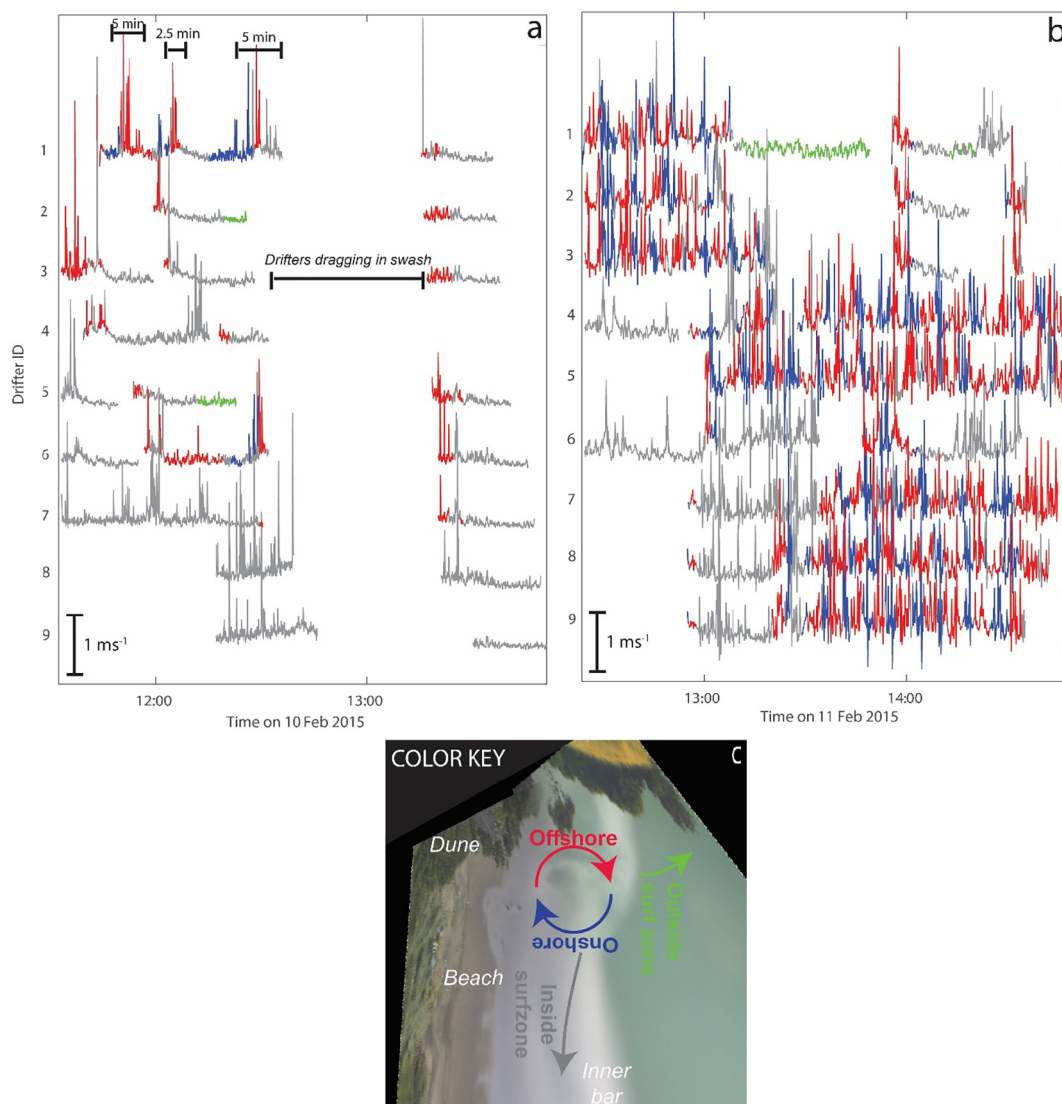 5 min
2.5 min
5 min
a
b
1
2
3
4
5
6
7
8
9
Drifter ID
Drifters dragging in swash
1 ms⁻¹
12:00
13:00
Time on 10 Feb 2015
1
2
3
4
5
6
7
8
9
1 ms⁻¹
13:00
14:00
Time on 11 Feb 2015
COLOR KEY
c
Dune
Offshore
Onshore
Outside
surf zone
Beach
Inside
surfzone
Inner
bar